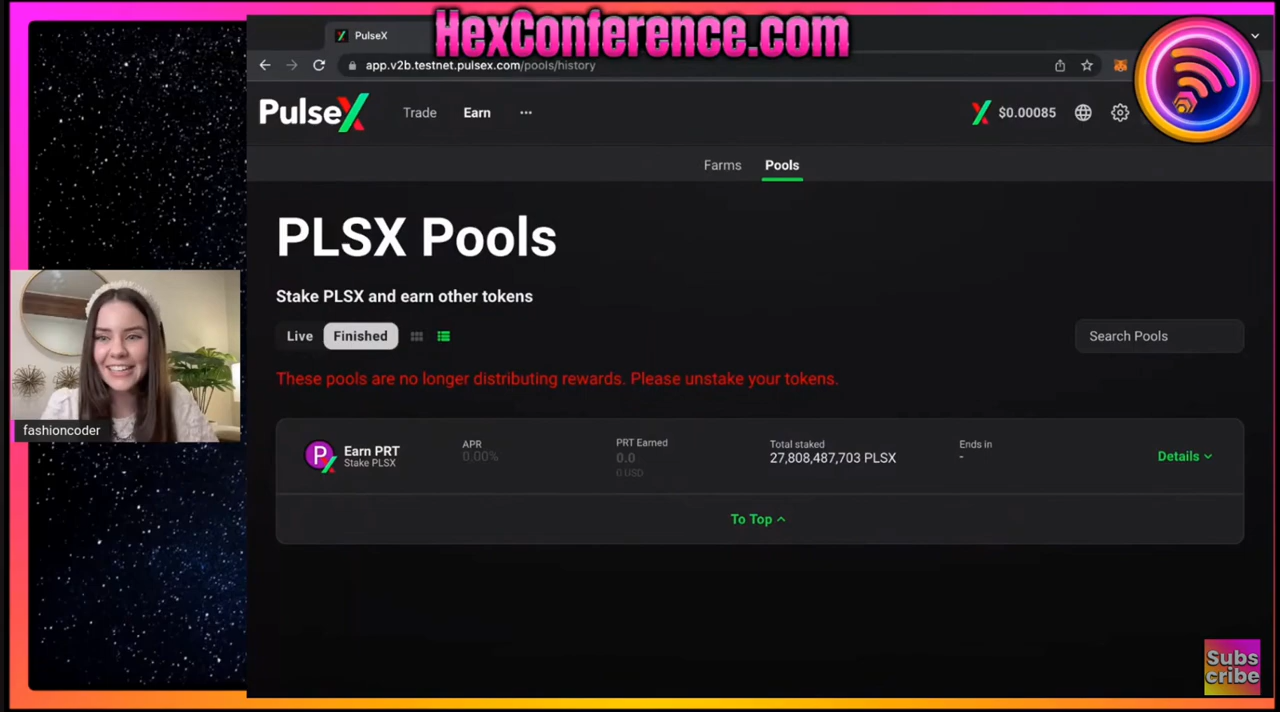 HexConference.com
PulseX
app.v2b.testnet.pulsex.com/pools/history
PulseX
Trade
Earn
$0.00085
Farms
Pools
PLSX Pools
Stake PLSX and earn other tokens
Live
Finished
Search Pools
These pools are no longer distributing rewards. Please unstake your tokens.
fashioncoder
P
Earn PRT
Stake PLSX
APR
0.00%
PRT Earned
0.0
0 USD
Total staked
27,808,487,703 PLSX
Ends in
-
Details
To Top
Subs
cribe